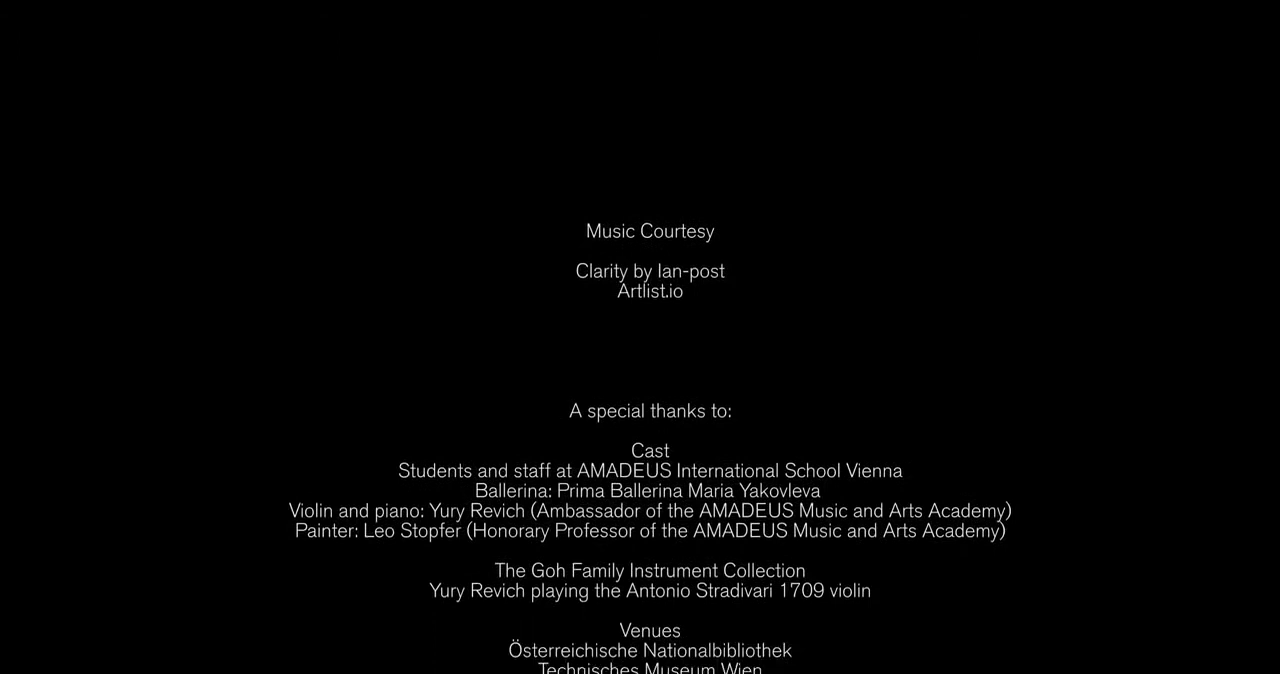 Music Courtesy
Clarity by Ian-post
Artlist.io
A special thanks to:
Cast
Students and staff at AMADEUS International School Vienna
Ballerina: Prima Ballerina Maria Yakovleva
Violin and piano: Yury Revich (Ambassador of the AMADEUS Music and Arts Academy)
Painter: Leo Stopfer (Honorary Professor of the AMADEUS Music and Arts Academy)
The Goh Family Instrument Collection
Yury Revich playing the Antonio Stradivari 1709 violin
Venues
Österreichische Nationalbibliothek
Technisches Museum Wien